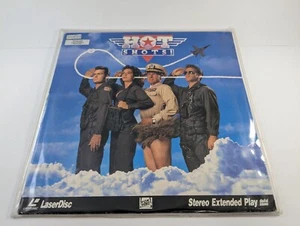 HOT
SHOTS!
LaserDisc
Stereo Extended Play